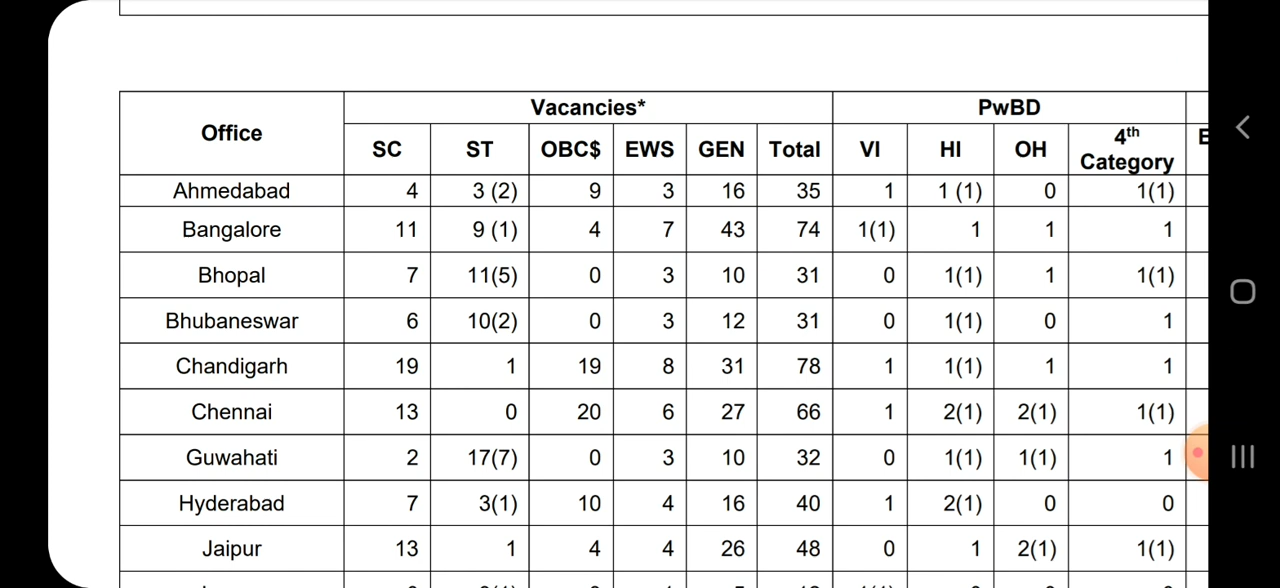 Vacancies* PwBD
Office SC ST OBC$ EWS GEN Total VI HI OH 4th Category
Ahmedabad 4 3 (2) 9 3 16 35 1 1 (1) 0 1(1)
Bangalore 11 9 (1) 4 7 43 74 1(1) 1 1 1
Bhopal 7 11(5) 0 3 10 31 0 1(1) 1 1(1)
Bhubaneswar 6 10(2) 0 3 12 31 0 1(1) 0 1
Chandigarh 19 1 19 8 31 78 1 1(1) 1 1
Chennai 13 0 20 6 27 66 1 2(1) 2(1) 1(1)
Guwahati 2 17(7) 0 3 10 32 0 1(1) 1(1) 1
Hyderabad 7 3(1) 10 4 16 40 1 2(1) 0 0
Jaipur 13 1 4 4 26 48 0 1 2(1) 1(1)